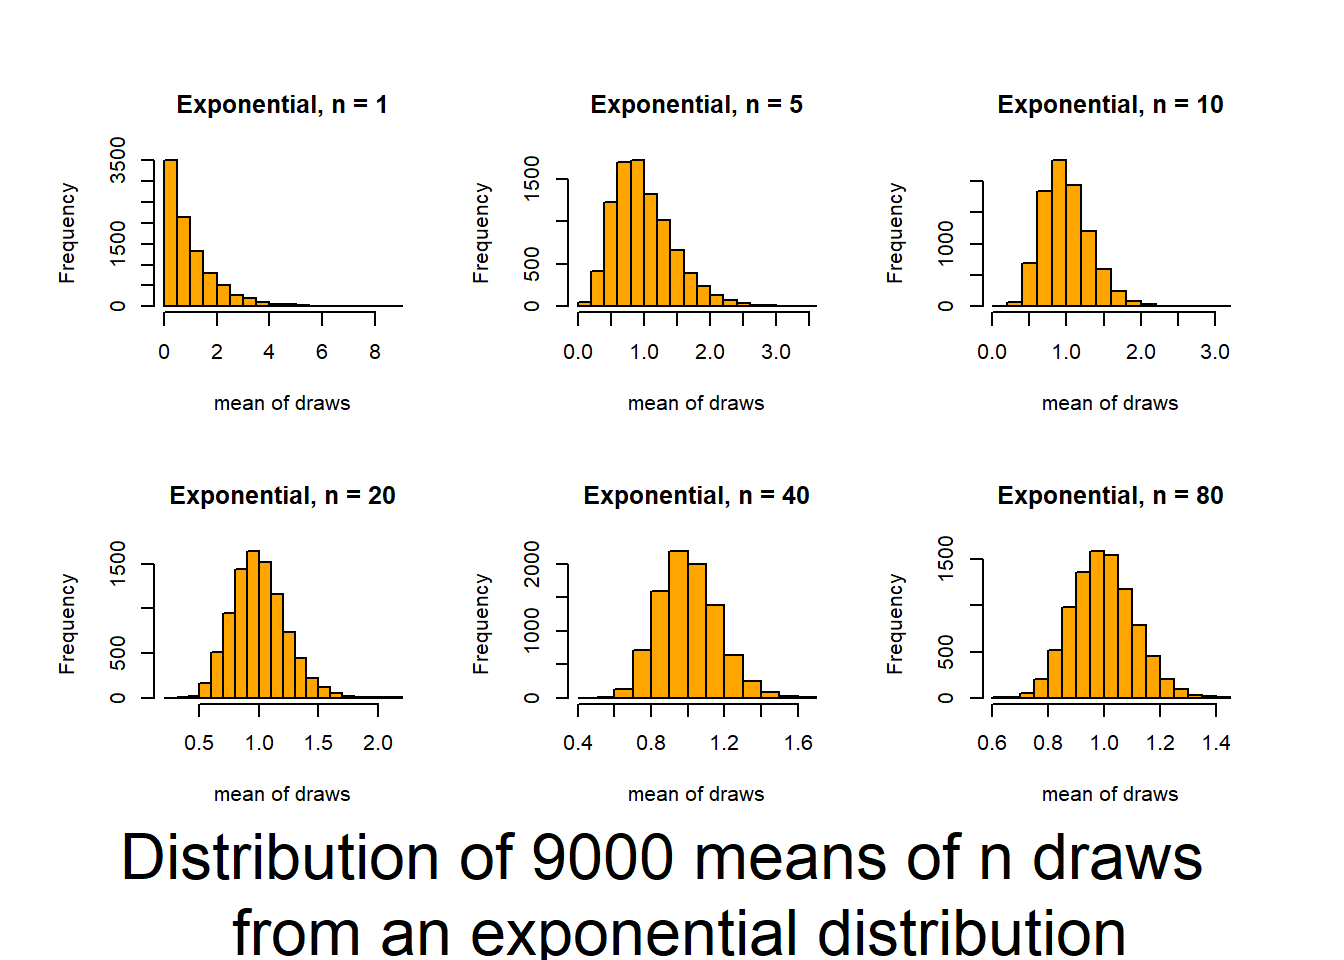 Exponential, n = 1
Frequency
0
1500
3500
0 2 4 6 8
mean of draws
Exponential, n = 5
Frequency
0
500
1500
0.0 1.0 2.0 3.0
mean of draws
Exponential, n = 10
Frequency
0
1000
0.0 1.0 2.0 3.0
mean of draws
Exponential, n = 20
Frequency
0
500
1500
0.5 1.0 1.5 2.0
mean of draws
Exponential, n = 40
Frequency
0
1000
2000
0.4 0.8 1.2 1.6
mean of draws
Exponential, n = 80
Frequency
0
500
1500
0.6 0.8 1.0 1.2 1.4
mean of draws
Distribution of 9000 means of n draws
from an exponential distribution